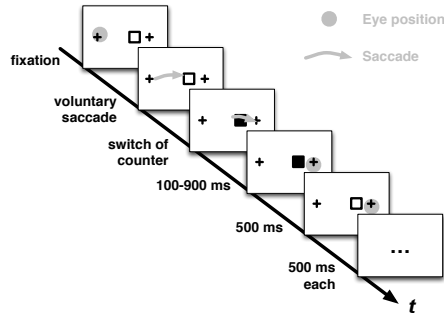 Eye position
Saccade
fixation
voluntary
saccade
switch of
counter
100-900 ms
500 ms
500 ms
each
...
t